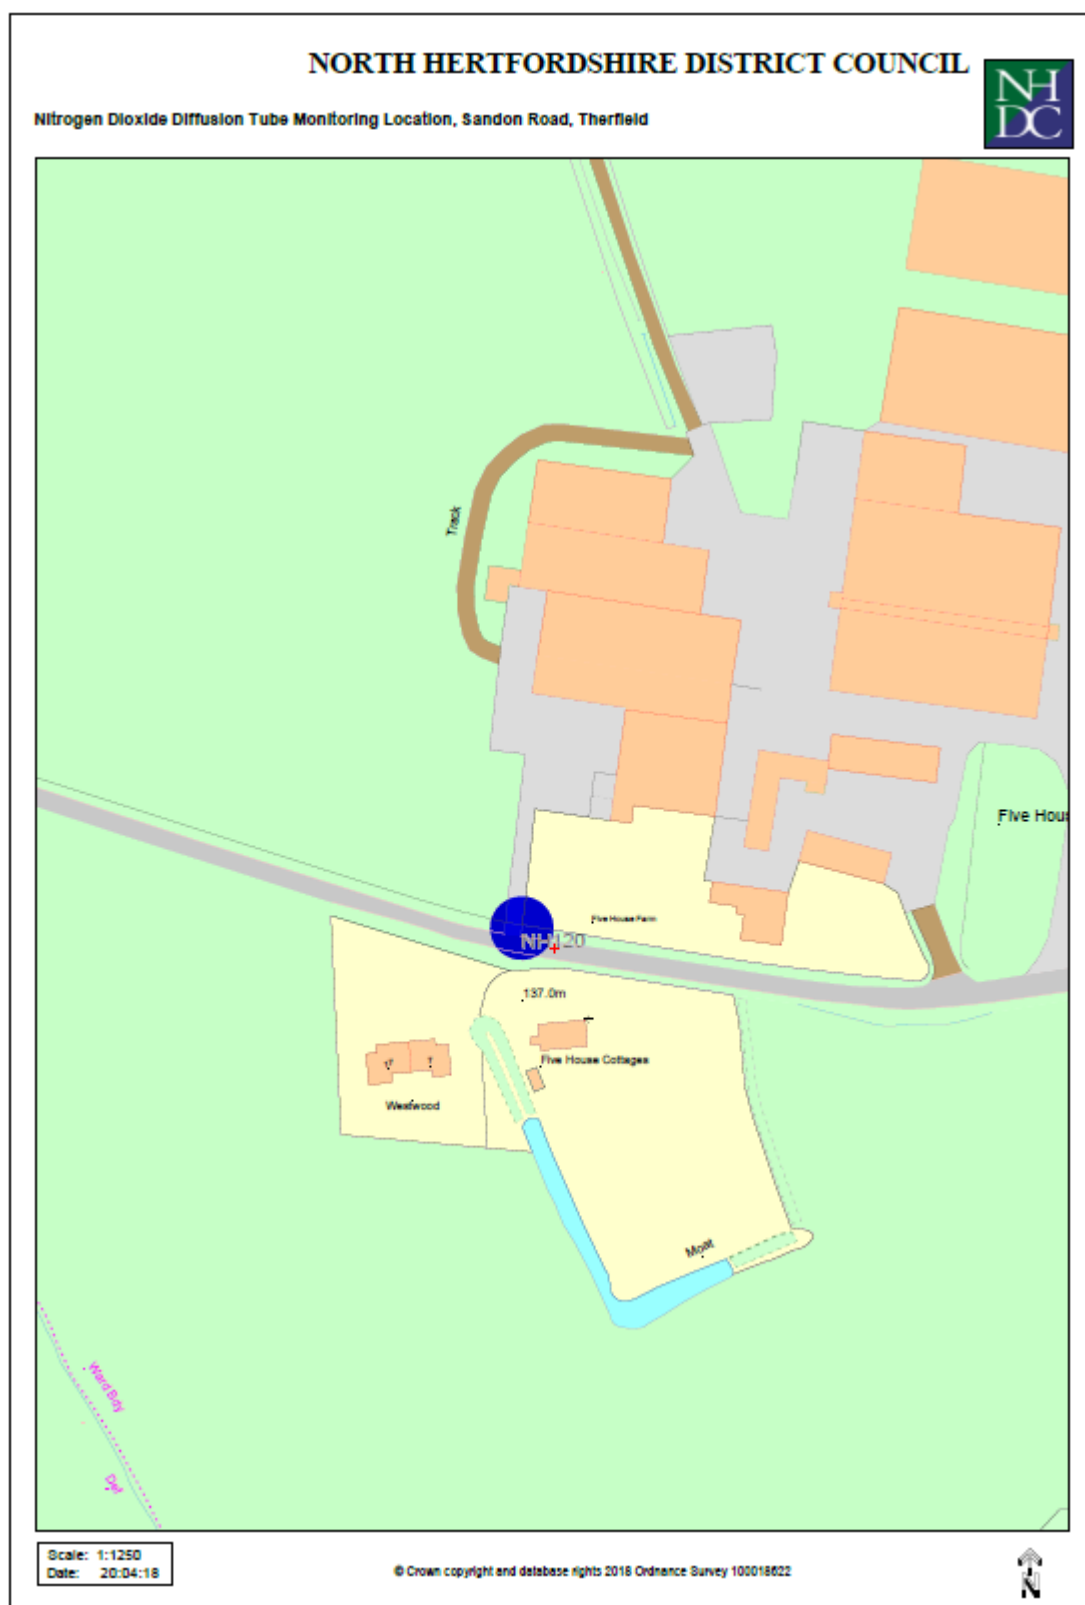 NORTH HERTFORDSHIRE DISTRICT COUNCIL
NH
DC
Nitrogen Dioxide Diffusion Tube Monitoring Location, Sandon Road, Therfield
Track
Five Hou
Five House Farm
NH120
137.0m
Five House Cottages
Westwood
Moat
Ward Bdy
Def
Scale: 1:1250
Date: 20:04:18
© Crown copyright and database rights 2018 Ordnance Survey 100018622
N